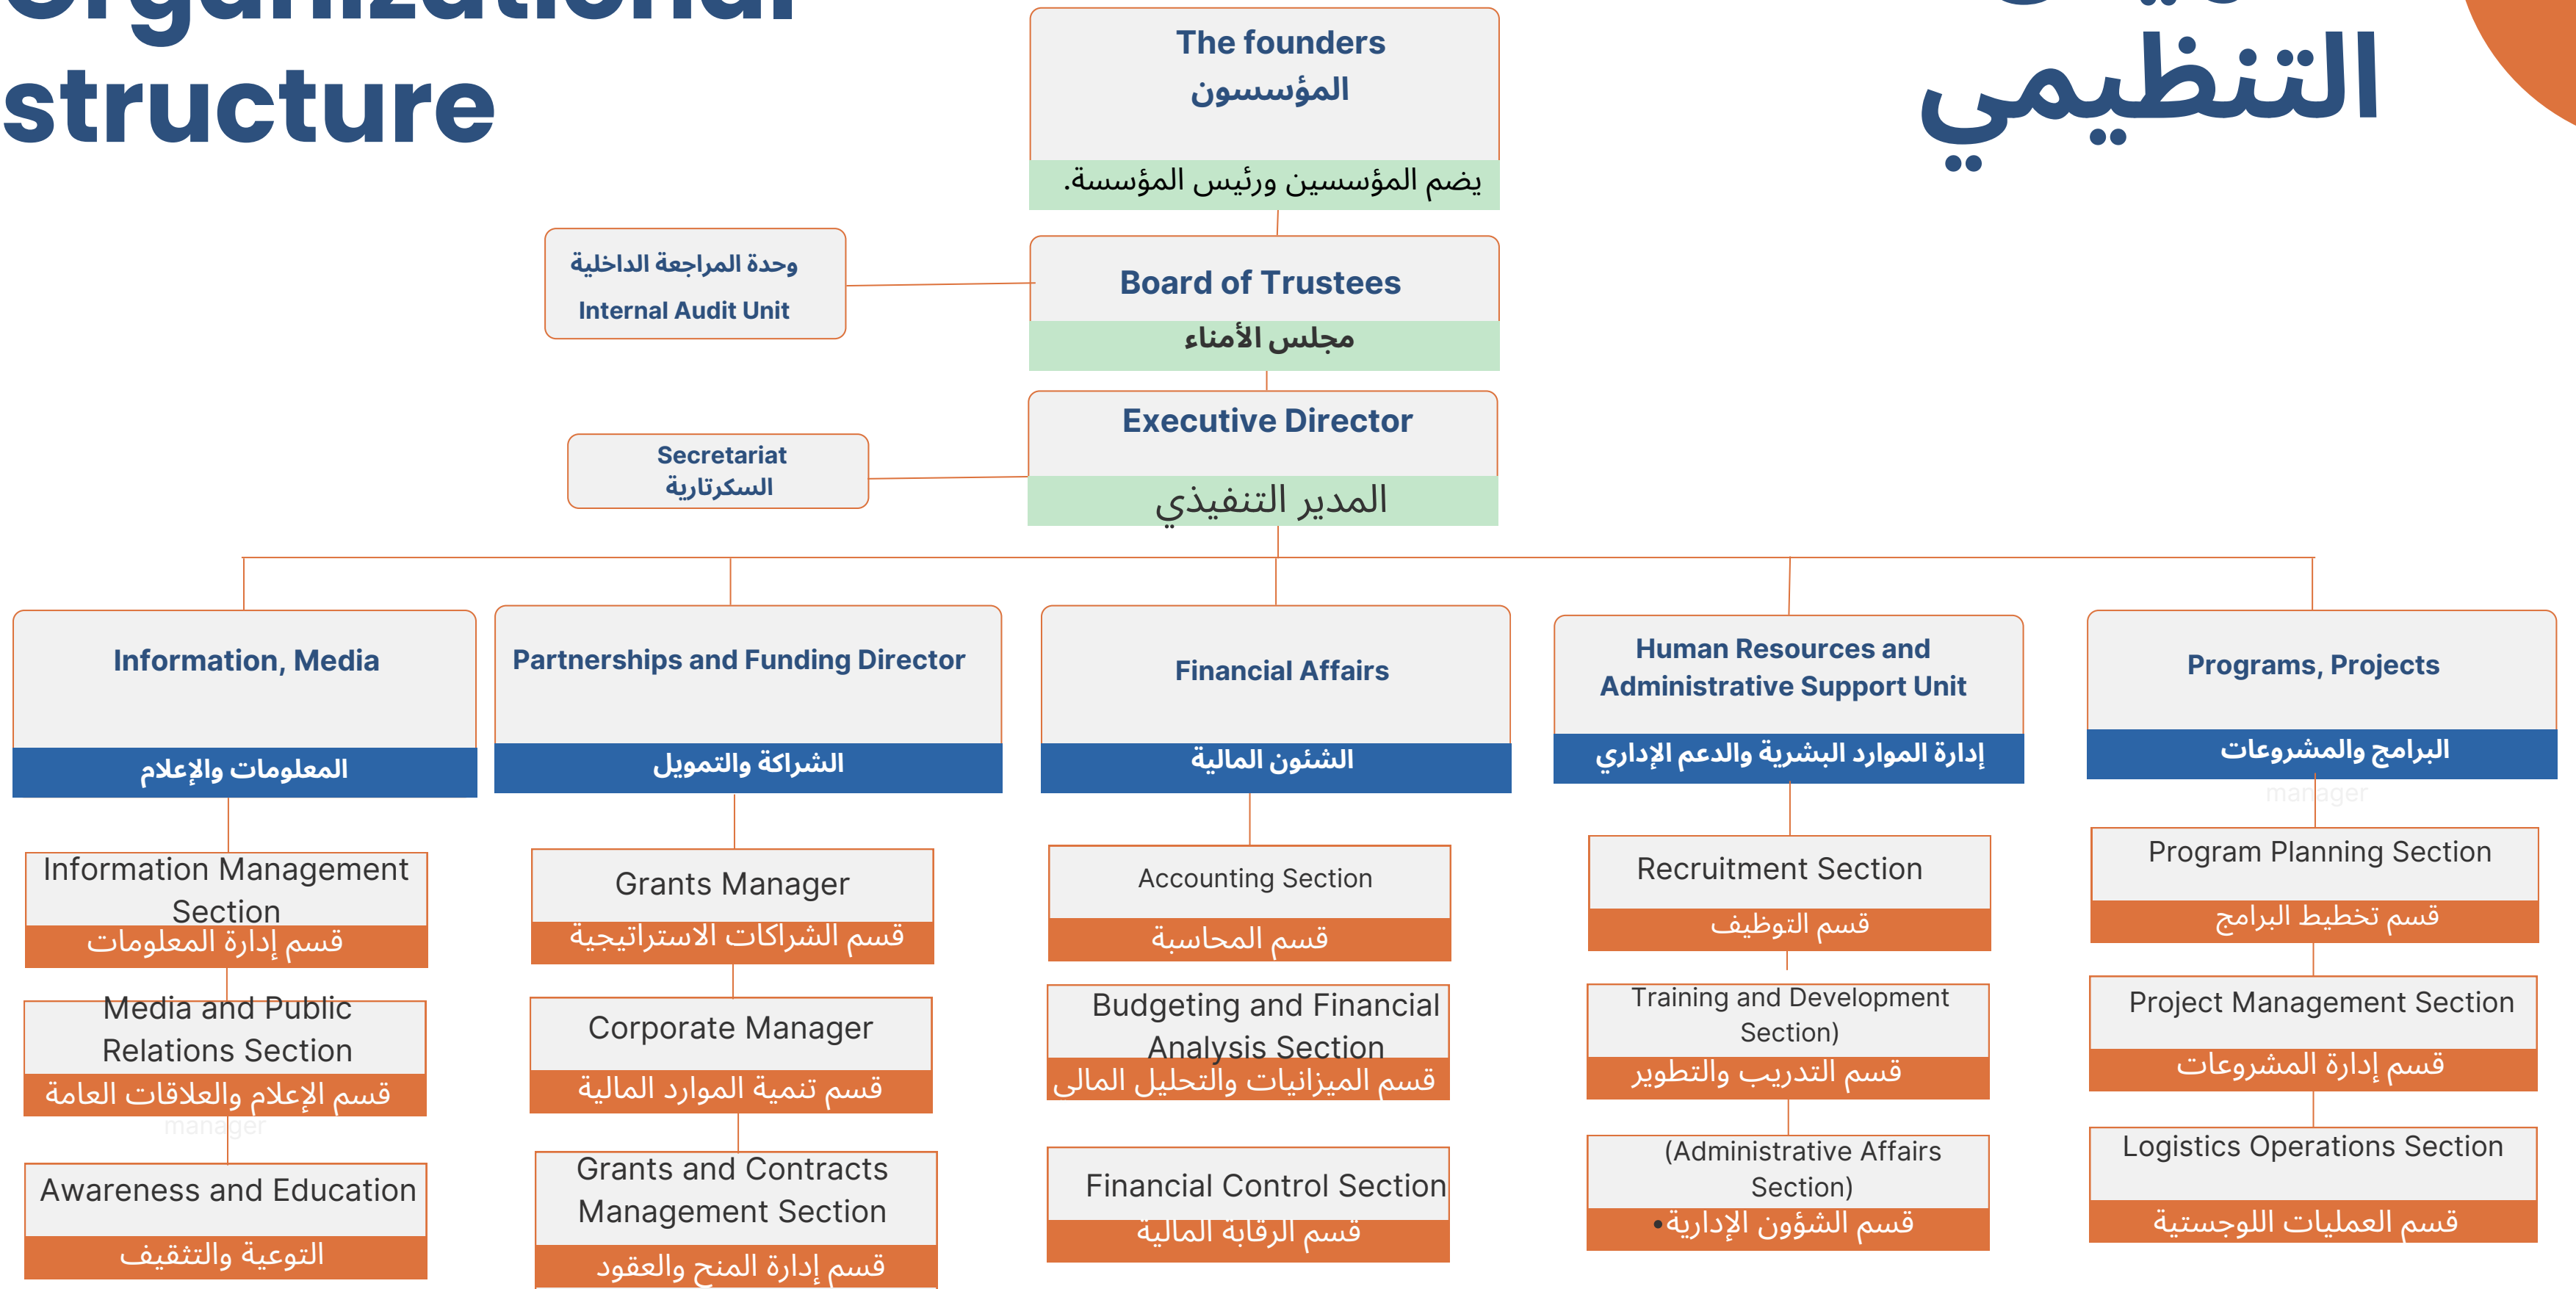 Organizational
structure
التنظيمي
The founders
المؤسسون
يضم المؤسسين ورئيس المؤسسة.
وحدة المراجعة الداخلية
Internal Audit Unit
Board of Trustees
مجلس الأمناء
Secretariat
السكرتارية
Executive Director
المدير التنفيذي
Information, Media
المعلومات والإعلام
Partnerships and Funding Director
الشراكة والتمويل
Financial Affairs
الشئون المالية
Human Resources and
Administrative Support Unit
إدارة الموارد البشرية والدعم الإداري
Programs, Projects
البرامج والمشروعات
manager
Information Management
Section
قسم إدارة المعلومات
Media and Public
Relations Section
قسم الإعلام والعلاقات العامة
manager
Awareness and Education
التوعية والتثقيف
Grants Manager
قسم الشراكات الاستراتيجية
Corporate Manager
قسم تنمية الموارد المالية
Grants and Contracts
Management Section
قسم إدارة المنح والعقود
Accounting Section
قسم المحاسبة
Budgeting and Financial
Analysis Section
قسم الميزانيات والتحليل المالى
Financial Control Section
قسم الرقابة المالية
Recruitment Section
قسم التوظيف
Training and Development
Section)
قسم التدريب والتطوير
(Administrative Affairs
Section)
قسم الشؤون الإدارية•
Program Planning Section
قسم تخطيط البرامج
Project Management Section
قسم إدارة المشروعات
Logistics Operations Section
قسم العمليات اللوجستية